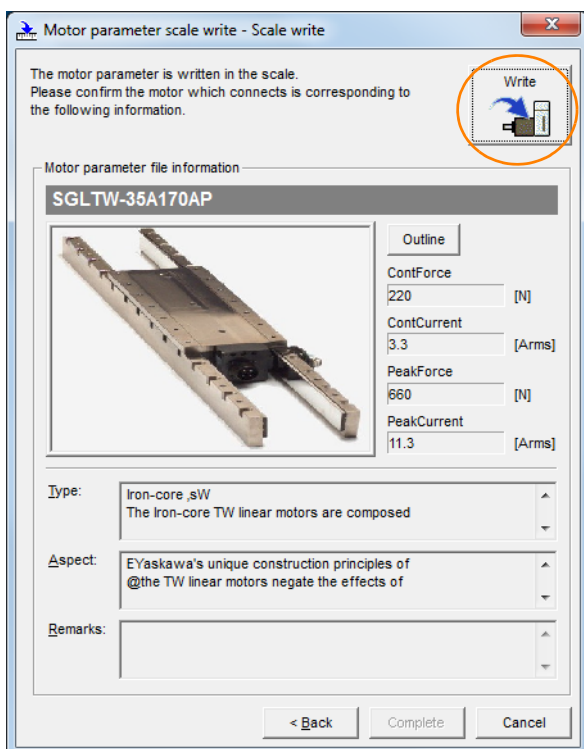 Motor parameter scale write - Scale write
The motor parameter is written in the scale.
Please confirm the motor which connects is corresponding to
the following information.
Write
Motor parameter file information
SGLTW-35A170AP
Outline
ContForce
220 [N]
ContCurrent
3.3 [Arms]
PeakForce
660 [N]
PeakCurrent
11.3 [Arms]
Type:
Iron-core ,sW
The Iron-core TW linear motors are composed
Aspect:
EYaskawa's unique construction principles of
@the TW linear motors negate the effects of
Remarks:
< Back
Complete
Cancel